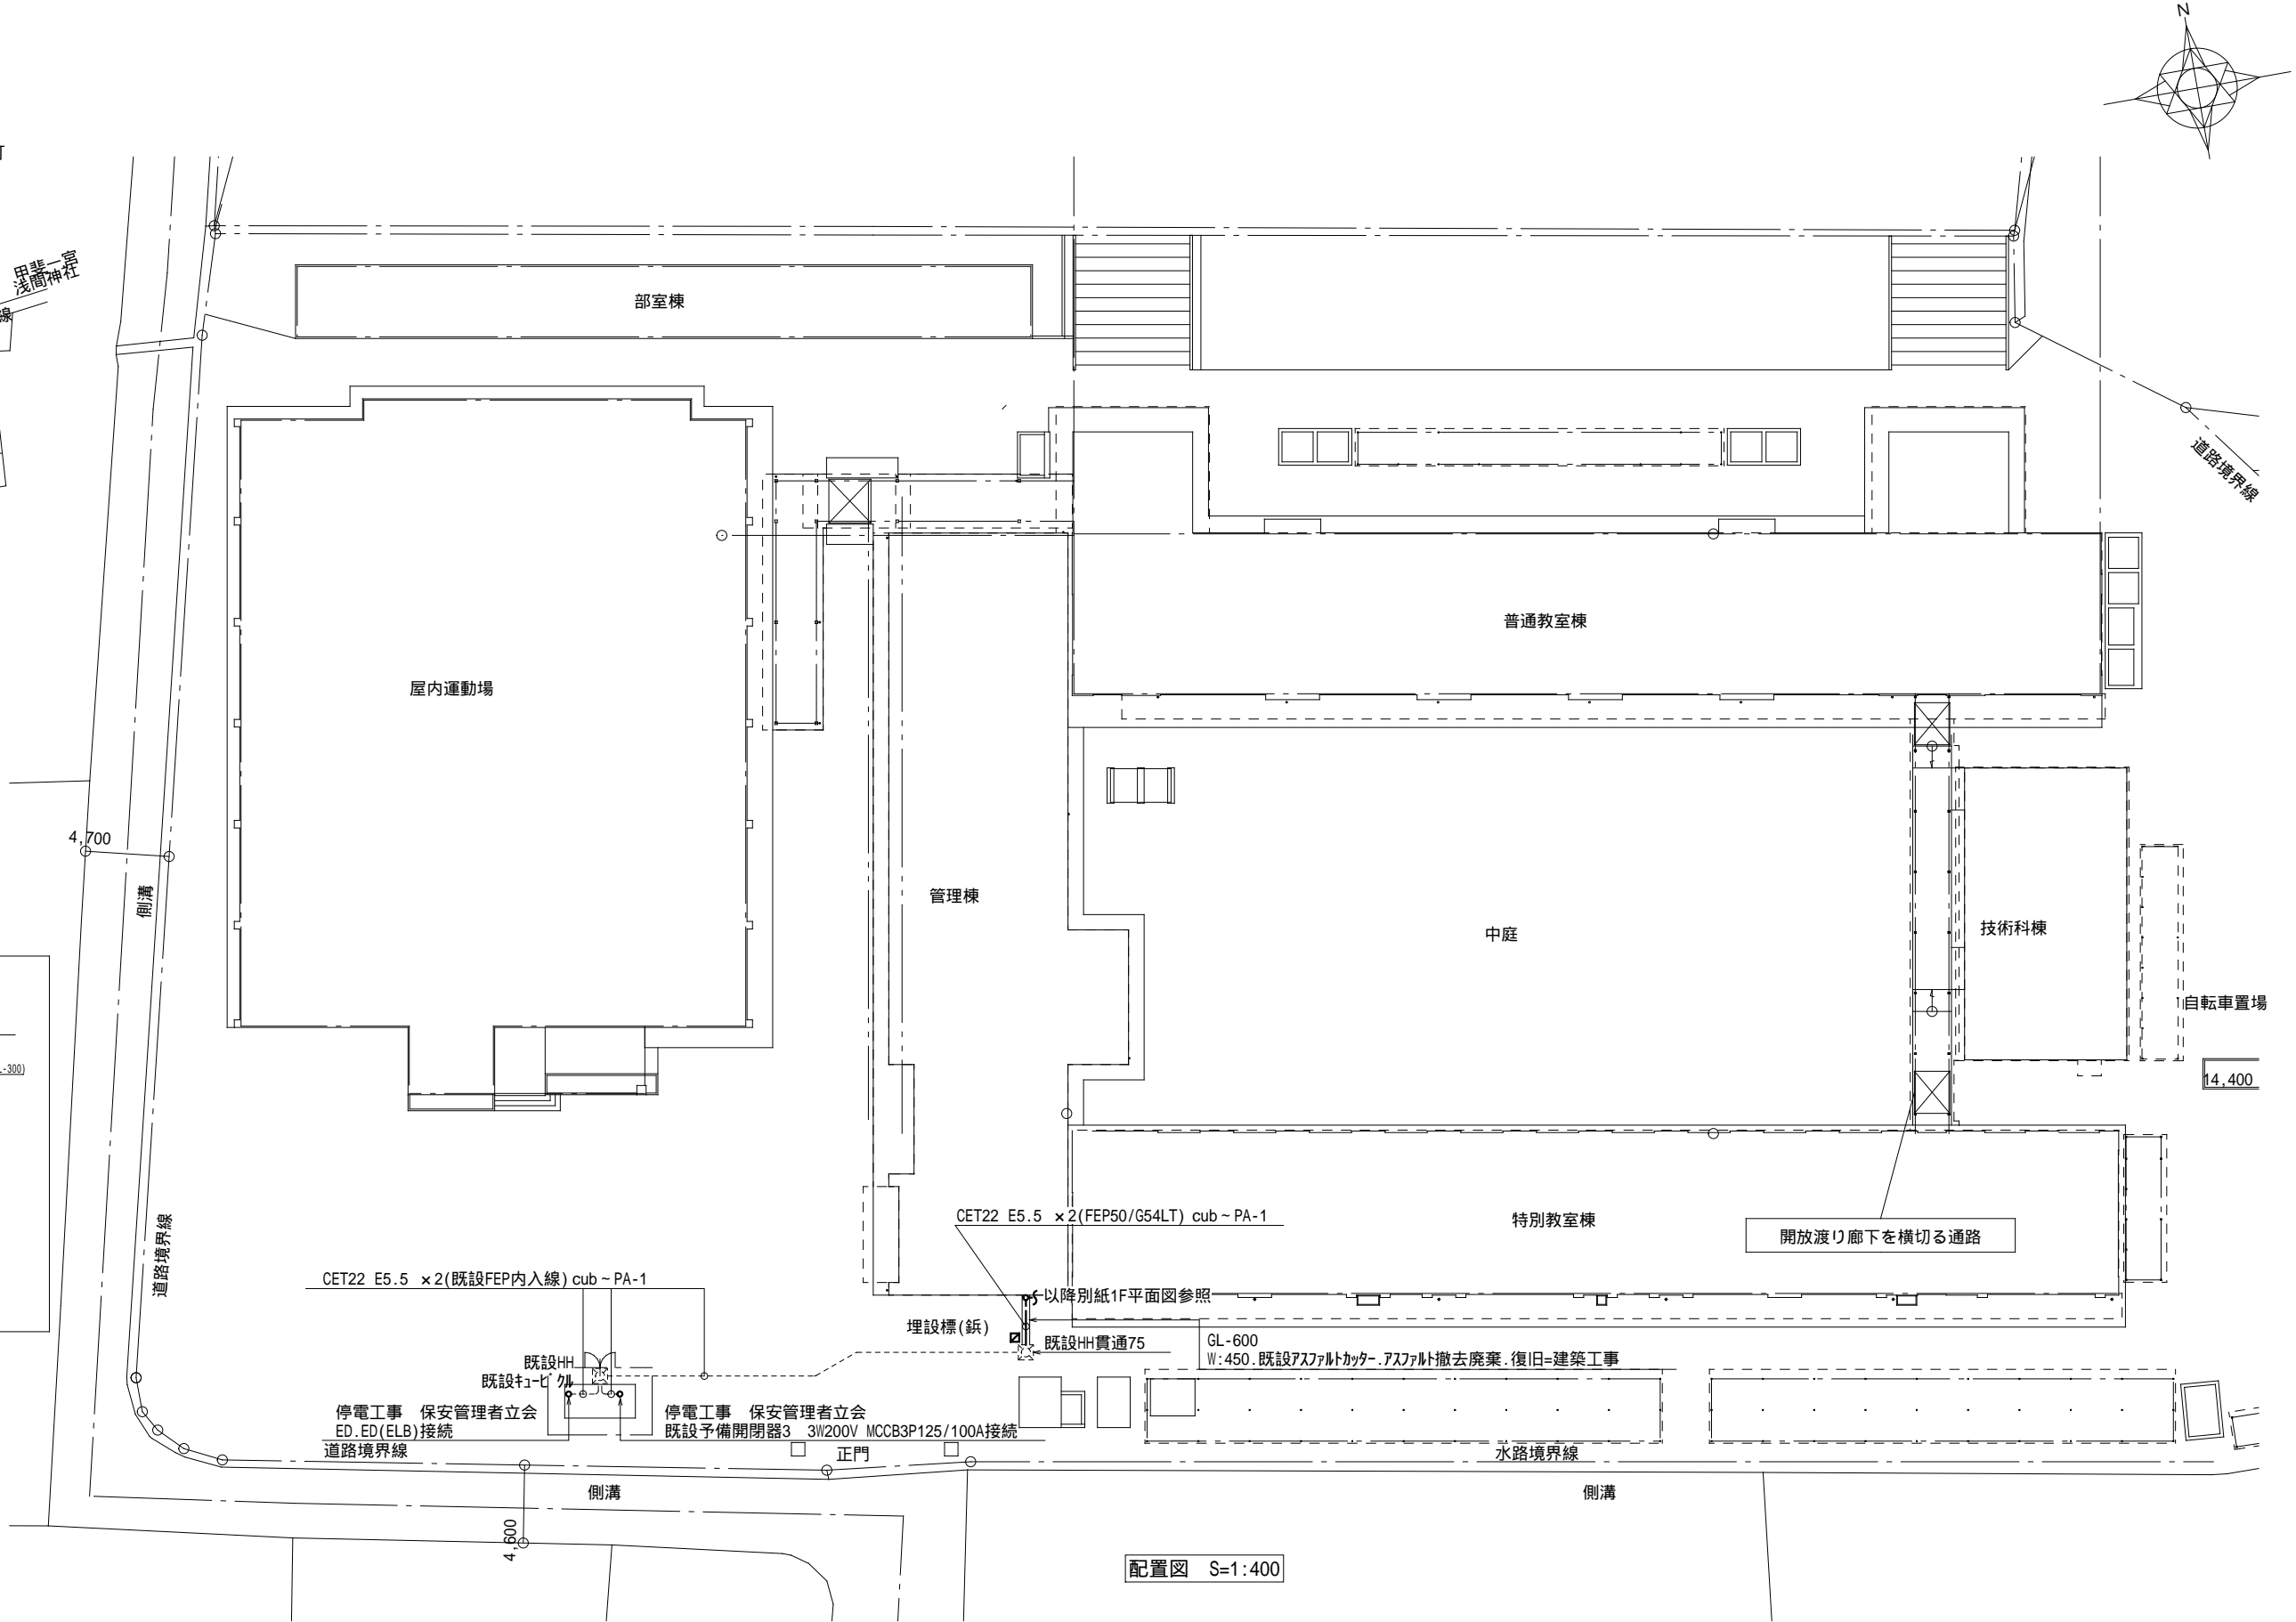 N
甲斐一宮
浅間神社
線
部室棟
道路境界線
普通教室棟
屋内運動場
4,700
側溝
管理棟
中庭
技術科棟
自転車置場
14,400
-300)
道路境界線
CET22 E5.5 ×2(FEP50/G54LT) cub~PA-1
特別教室棟
開放渡り廊下を横切る通路
CET22 E5.5 ×2(既設FEP内入線) cub~PA-1
以降別紙1F平面図参照
埋設標(鋲)
既設HH貫通75
GL-600
W:450.既設ｱｽﾌｧﾙﾄｶｯﾀｰ.ｱｽﾌｧﾙﾄ撤去廃棄.復旧=建築工事
既設HH
既設ｷｭｰﾋﾞｸﾙ
停電工事 保安管理者立会
ED.ED(ELB)接続
停電工事 保安管理者立会
既設予備開閉器3 3W200V MCCB3P125/100A接続
道路境界線
正門
水路境界線
側溝
側溝
4,600
配置図 S=1:400